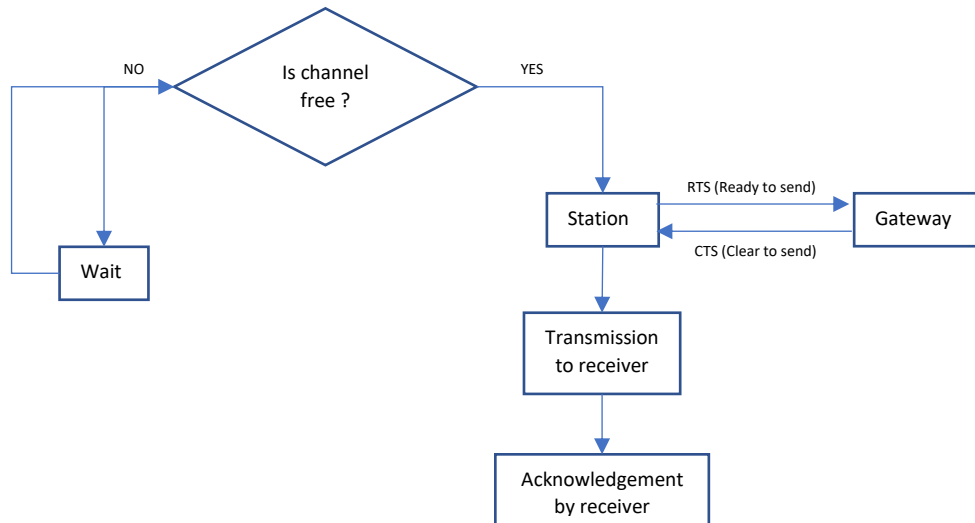 NO
Is channel
free ?
YES
RTS (Ready to send)
Station
Gateway
CTS (Clear to send)
Wait
Transmission
to receiver
Acknowledgement
by receiver